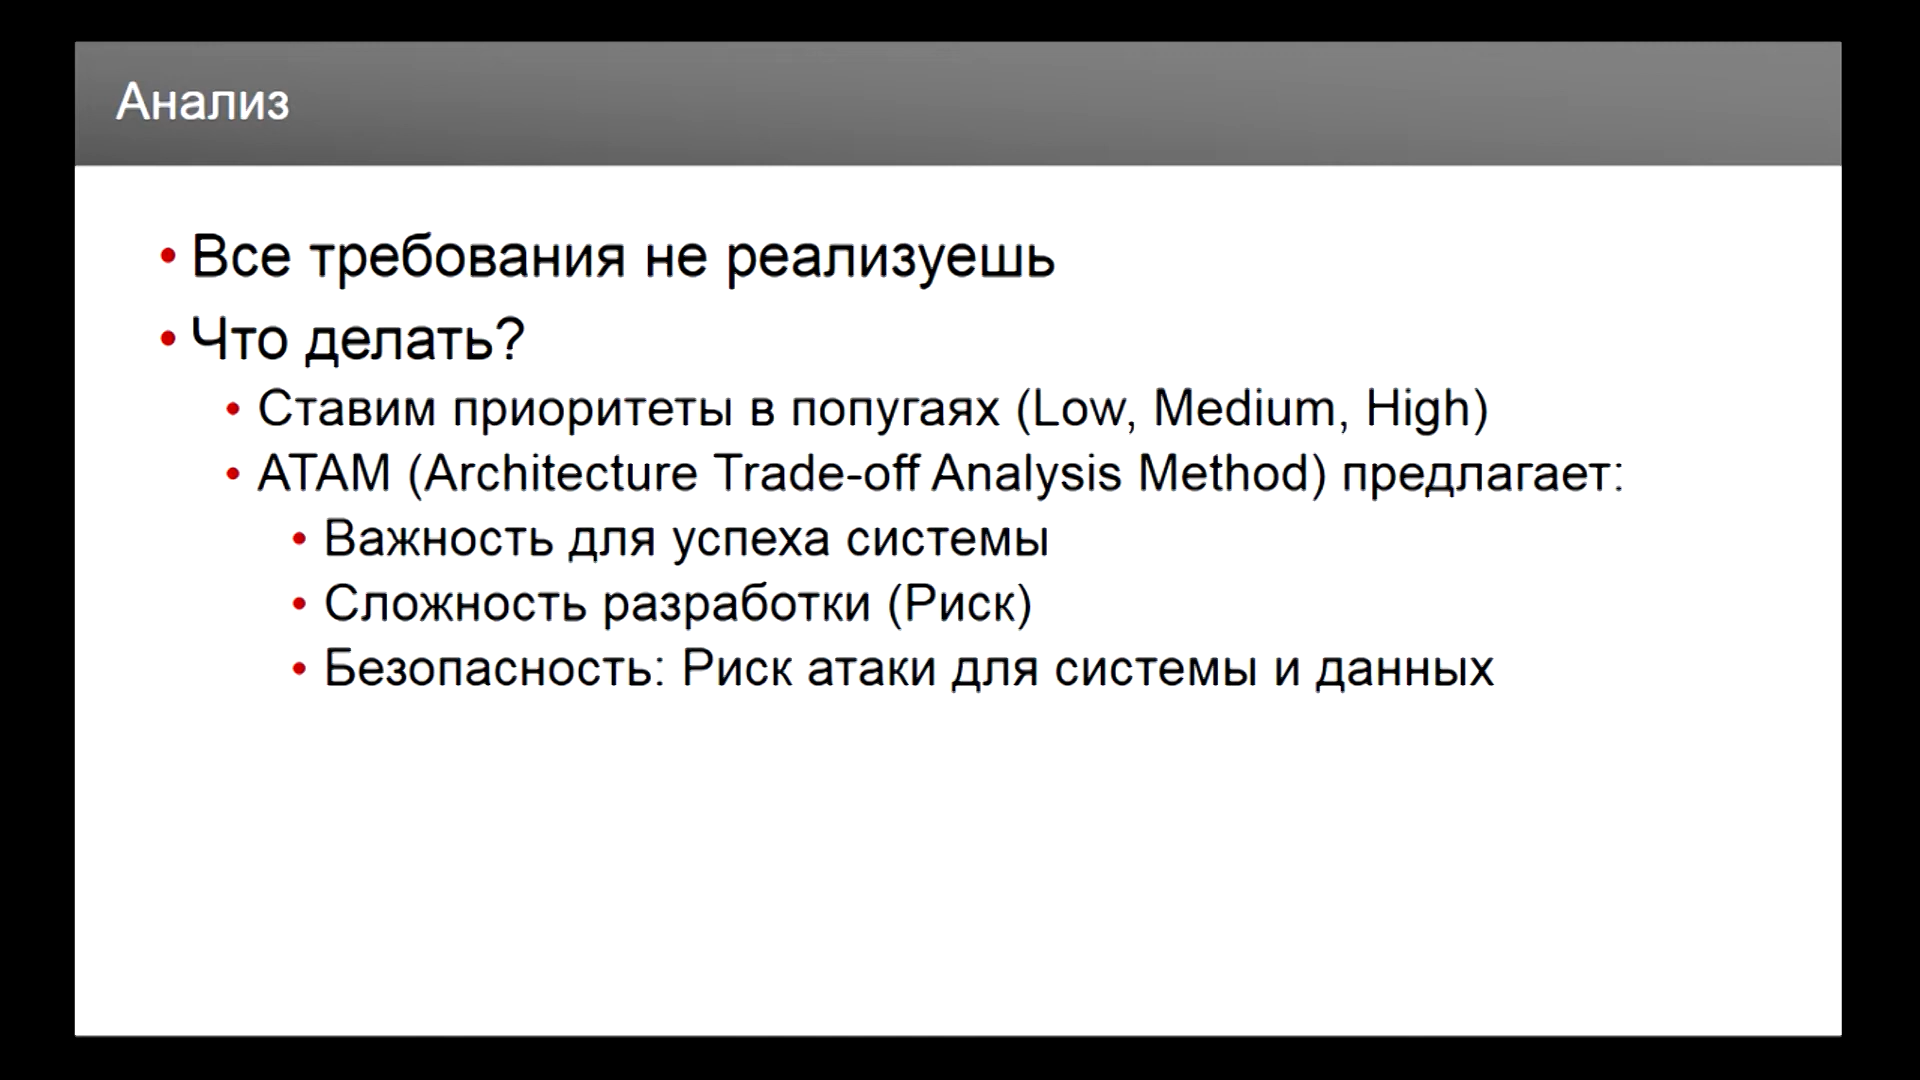 Анализ
• Все требования не реализуешь
• Что делать?
• Ставим приоритеты в попугаях (Low, Medium, High)
• ATAM (Architecture Trade-off Analysis Method) предлагает:
• Важность для успеха системы
• Сложность разработки (Риск)
• Безопасность: Риск атаки для системы и данных